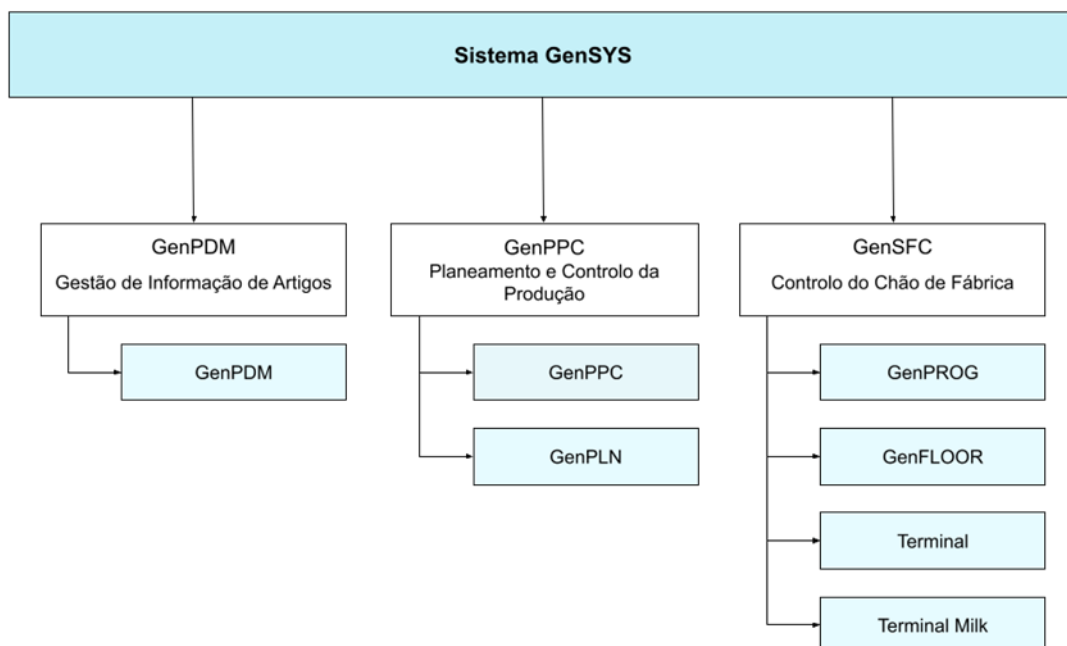 Sistema GenSYS
GenPDM
Gestão de Informação de Artigos
GenPDM
GenPPC
Planeamento e Controlo da
Produção
GenPPC
GenPLN
GenSFC
Controlo do Chão de Fábrica
GenPROG
GenFLOOR
Terminal
Terminal Milk